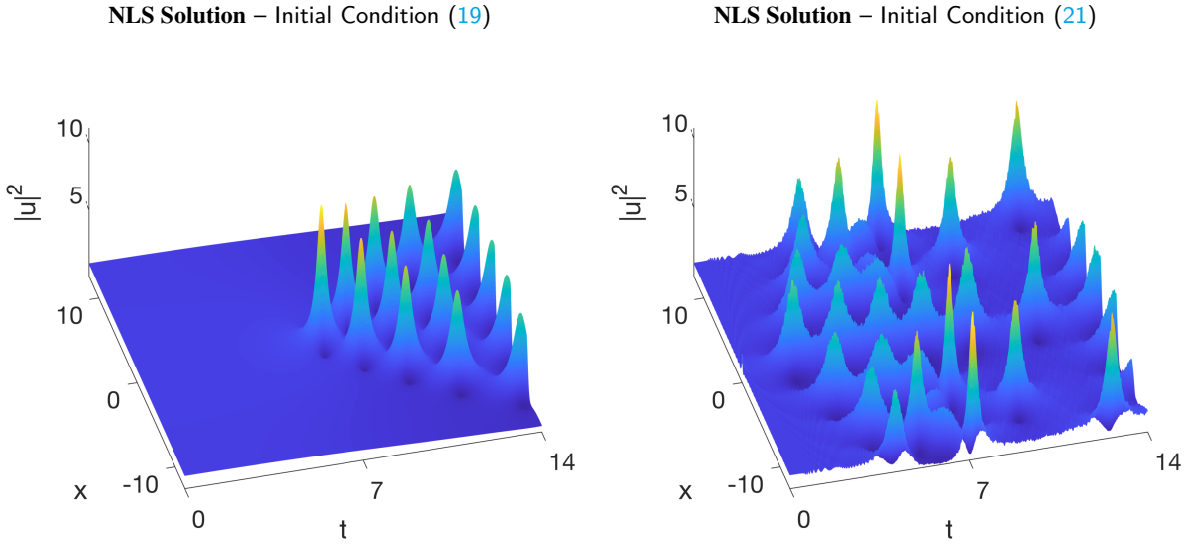 NLS Solution – Initial Condition (19)
10
5
|u|²
10
0
-10
x
0
7
14
t
NLS Solution – Initial Condition (21)
10
5
|u|²
10
0
-10
x
0
7
14
t